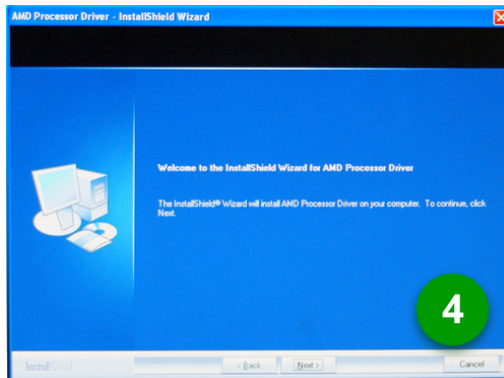 AMD Processor Driver - InstallShield Wizard
Welcome to the InstallShield Wizard for AMD Processor Driver
The InstallShield® Wizard will install AMD Processor Driver on your computer. To continue, click
Next.
4
InstallShield
< Back
Next >
Cancel